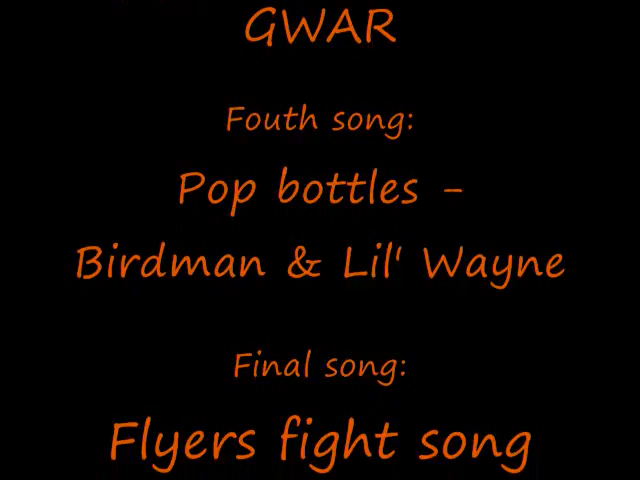 GWAR
Fouth song:
Pop bottles -
Birdman & Lil' Wayne
Final song:
Flyers fight song